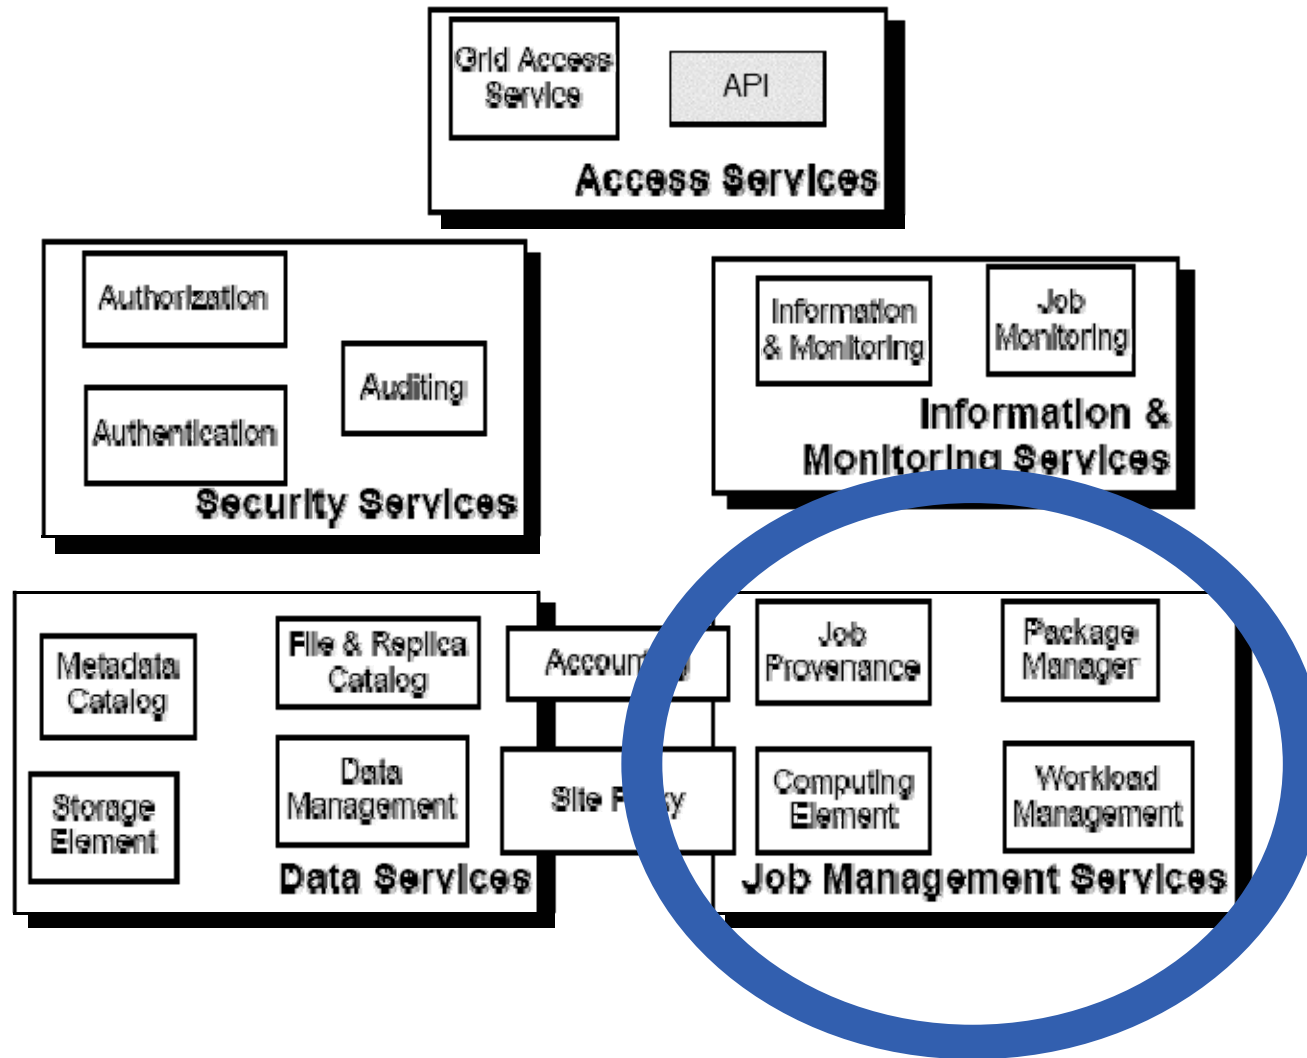 Grid Access
Service
API
Access Services
Authorization
Auditing
Authentication
Security Services
Information
& Monitoring
Job
Monitoring
Information &
Monitoring Services
Metadata
Catalog
File & Replica
Catalog
Storage
Element
Data
Management
Data Services
Site
Job
Provenance
Package
Manager
Computing
Element
Workload
Management
Job Management Services